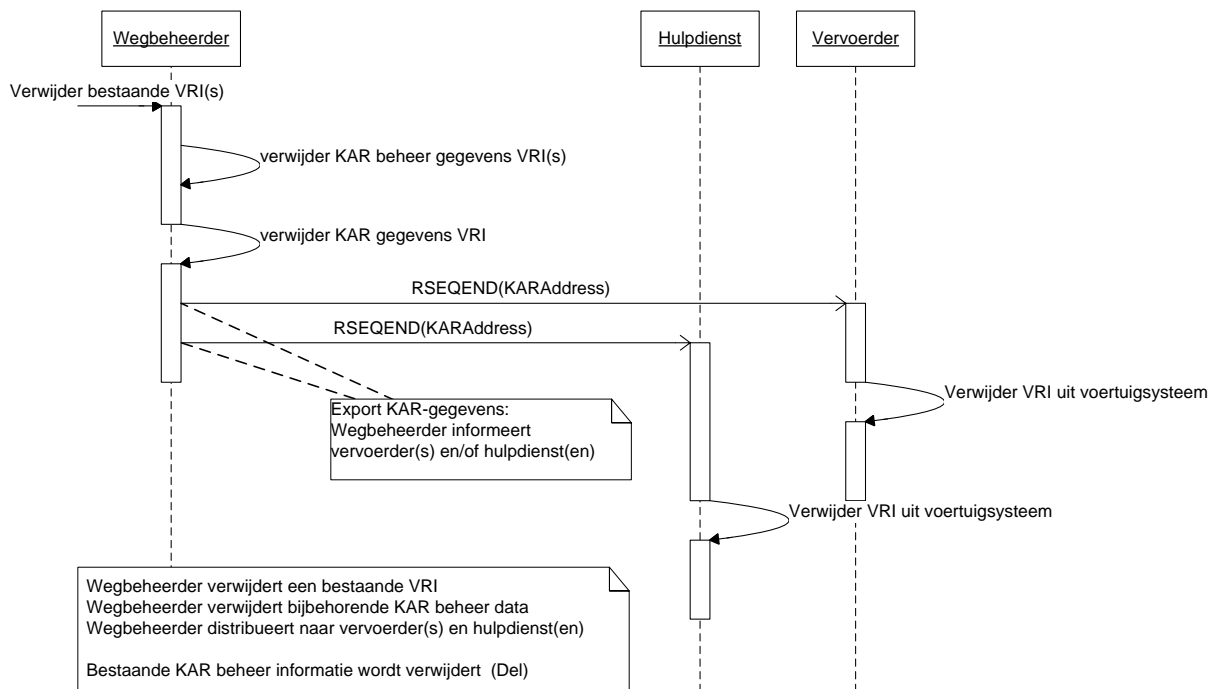 Wegbeheerder
Hulpdienst
Vervoerder
Verwijder bestaande VRI(s)
verwijder KAR beheer gegevens VRI(s)
verwijder KAR gegevens VRI
RSEQEND(KARAddress)
RSEQEND(KARAddress)
Verwijder VRI uit voertuigsysteem
Export KAR-gegevens:
Wegbeheerder informeert
vervoerder(s) en/of hulpdienst(en)
Verwijder VRI uit voertuigsysteem
Wegbeheerder verwijdert een bestaande VRI
Wegbeheerder verwijdert bijbehorende KAR beheer data
Wegbeheerder distribueert naar vervoerder(s) en hulpdienst(en)
Bestaande KAR beheer informatie wordt verwijdert (Del)